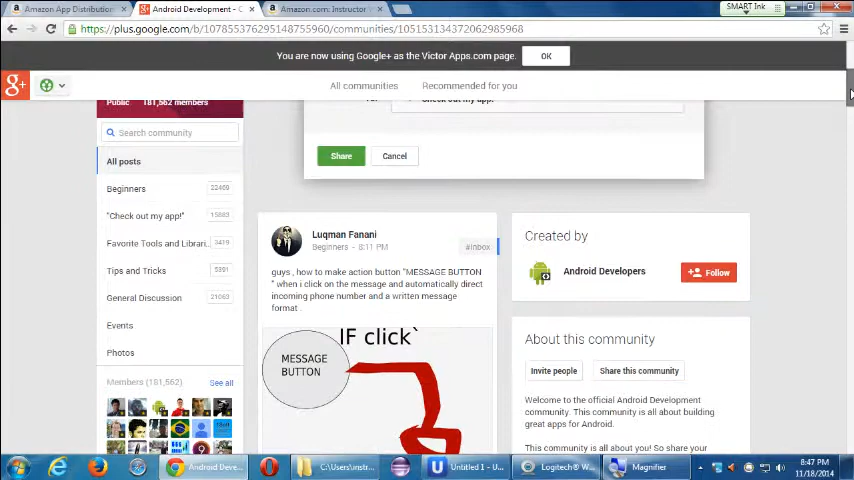 SMART Ink
Amazon App Distribution
Android Development - C
Amazon.com: Instructor
https://plus.google.com/b/107855397129514875596​0/communities/105153134372062985968
You are now using Google+ as the Victor Apps.com page. OK
g+ All communities Recommended for you
Public 181,562 members
Check out my app!
Search community
Share Cancel
All posts
Beginners 22469
"Check out my app!" 15883
Favorite Tools and Librari... 3419
Tips and Tricks 5391
General Discussion 21063
Events
Photos
Members (181,562) See all
Luqman Fanani
Beginners - 8:11 PM #Inbox
guys , how to make action button "MESSAGE BUTTON
" when i click on the message and automatically direct
incoming phone number and a written message
format .
IF click`
MESSAGE
BUTTON
Created by
Android Developers Follow
About this community
Invite people Share this community
Welcome to the official Android Development
community. This community is all about building
great apps for Android.
This community is all about you! So share your
Android Deve...
C:\Users\instr...
Untitled 1 - U...
Logitech® W...
Magnifier
8:47 PM
11/18/2014